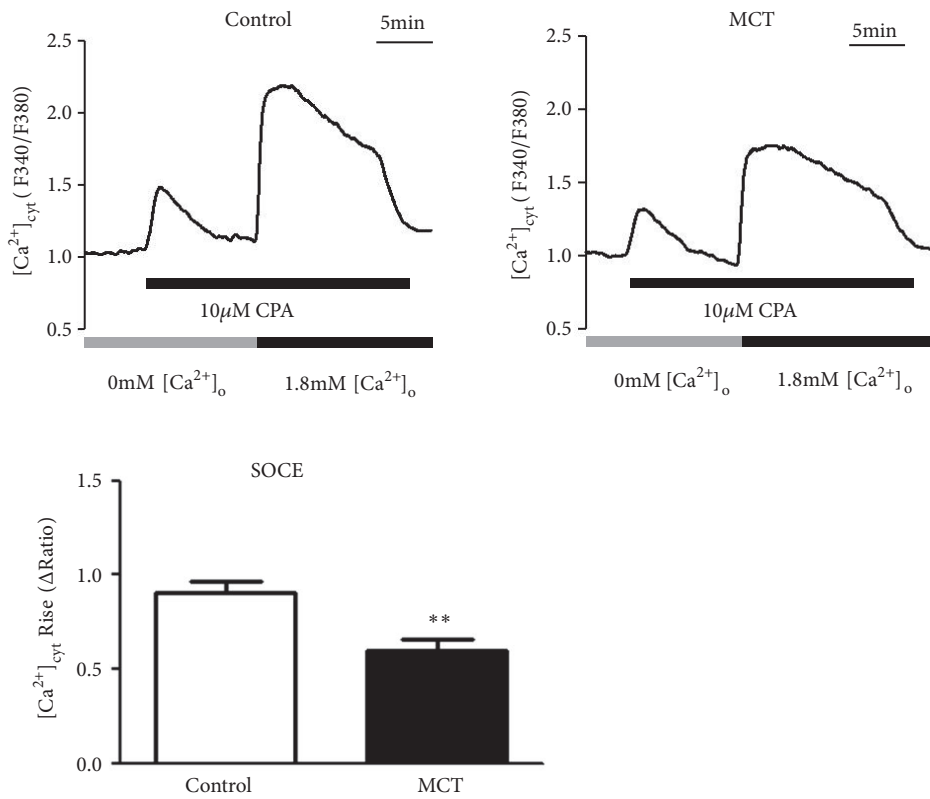 Control
5min
[Ca²⁺]cyt ( F340/F380)
2.5
2.0
1.5
1.0
0.5
10μM CPA
0mM [Ca²⁺]o
1.8mM [Ca²⁺]o
MCT
5min
[Ca²⁺]cyt ( F340/F380)
2.5
2.0
1.5
1.0
0.5
10μM CPA
0mM [Ca²⁺]o
1.8mM [Ca²⁺]o
SOCE
[Ca²⁺]cyt Rise (ΔRatio)
1.5
1.0
0.5
0.0
**
Control
MCT